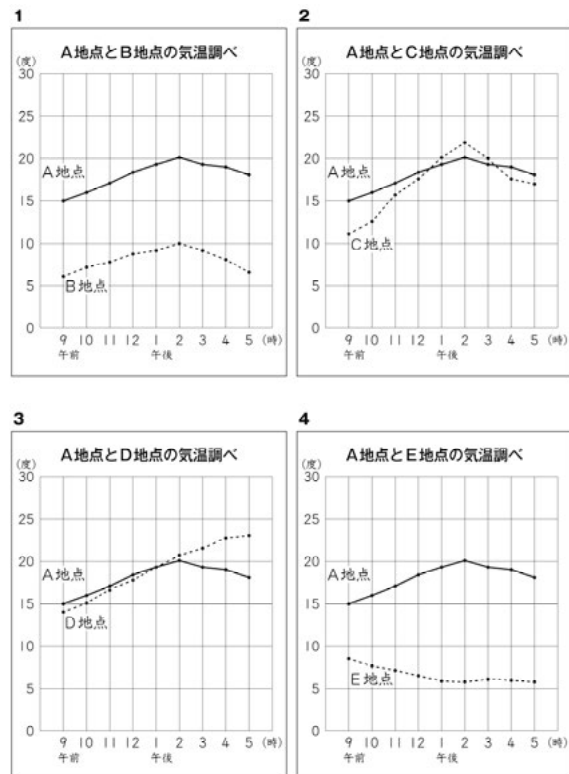 1
A地点とB地点の気温調べ
(度)
30
25
20
15
10
5
0
A地点
B地点
9 10 11 12 1 2 3 4 5 (時)
午前 午後
2
A地点とC地点の気温調べ
(度)
30
25
20
15
10
5
0
A地点
C地点
9 10 11 12 1 2 3 4 5 (時)
午前 午後
3
A地点とD地点の気温調べ
(度)
30
25
20
15
10
5
0
A地点
D地点
9 10 11 12 1 2 3 4 5 (時)
午前 午後
4
A地点とE地点の気温調べ
(度)
30
25
20
15
10
5
0
A地点
E地点
9 10 11 12 1 2 3 4 5 (時)
午前 午後